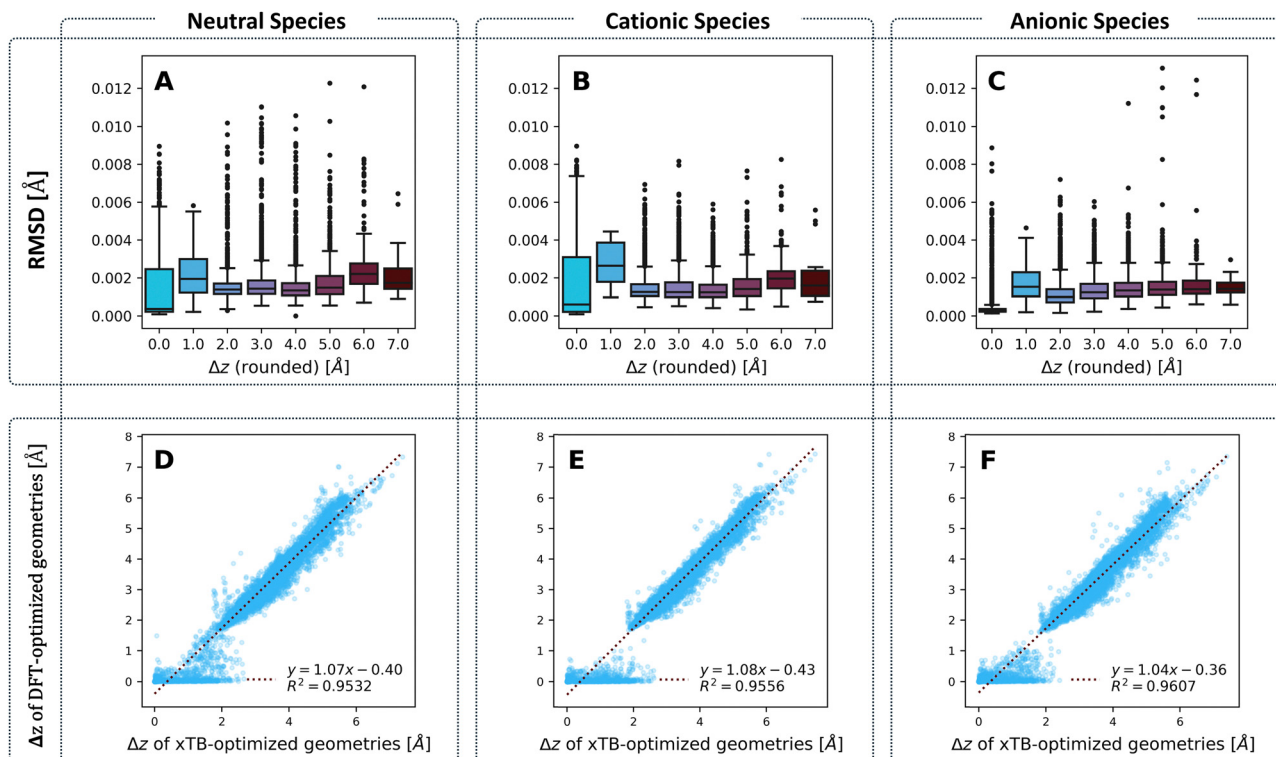 Neutral Species
Cationic Species
Anionic Species
RMSD [Å]
A
0.012
0.010
0.008
0.006
0.004
0.002
0.000
0.0 1.0 2.0 3.0 4.0 5.0 6.0 7.0
Δz (rounded) [Å]
B
0.012
0.010
0.008
0.006
0.004
0.002
0.000
0.0 1.0 2.0 3.0 4.0 5.0 6.0 7.0
Δz (rounded) [Å]
C
0.012
0.010
0.008
0.006
0.004
0.002
0.000
0.0 1.0 2.0 3.0 4.0 5.0 6.0 7.0
Δz (rounded) [Å]
Δz of DFT-optimized geometries [Å]
D
8
7
6
5
4
3
2
1
0
y = 1.07x − 0.40
R² = 0.9532
0 2 4 6
Δz of xTB-optimized geometries [Å]
E
8
7
6
5
4
3
2
1
0
y = 1.08x − 0.43
R² = 0.9556
0 2 4 6
Δz of xTB-optimized geometries [Å]
F
8
7
6
5
4
3
2
1
0
y = 1.04x − 0.36
R² = 0.9607
0 2 4 6
Δz of xTB-optimized geometries [Å]